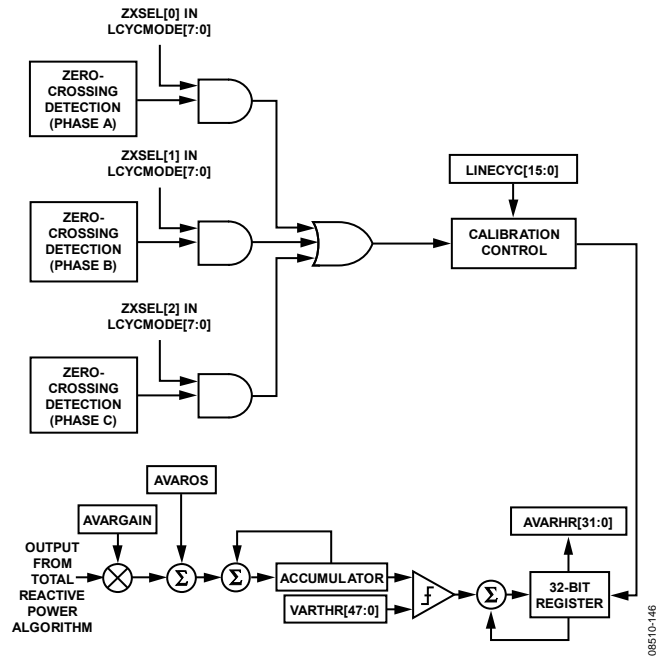 ZXSEL[0] IN
LCYCMODE[7:0]
ZERO-
CROSSING
DETECTION
(PHASE A)
ZXSEL[1] IN
LCYCMODE[7:0]
ZERO-
CROSSING
DETECTION
(PHASE B)
LINECYC[15:0]
CALIBRATION
CONTROL
ZXSEL[2] IN
LCYCMODE[7:0]
ZERO-
CROSSING
DETECTION
(PHASE C)
AVAROS
AVARGAIN
AVARHR[31:0]
OUTPUT
FROM
TOTAL
REACTIVE
POWER
ALGORITHM
Σ
Σ
ACCUMULATOR
VARTHR[47:0]
Σ
32-BIT
REGISTER
08510-146